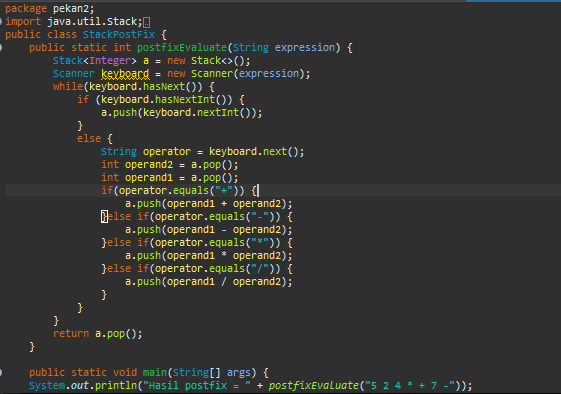 package pekan2;
import java.util.Stack;
public class StackPostFix {
    public static int postfixEvaluate(String expression) {
        Stack<Integer> a = new Stack<>();
        Scanner keyboard = new Scanner(expression);
        while(keyboard.hasNext()) {
            if (keyboard.hasNextInt()) {
                a.push(keyboard.nextInt());
            }
            else {
                String operator = keyboard.next();
                int operand2 = a.pop();
                int operand1 = a.pop();
                if(operator.equals("+")) {
                    a.push(operand1 + operand2);
                }else if(operator.equals("-")) {
                    a.push(operand1 - operand2);
                }else if(operator.equals("*")) {
                    a.push(operand1 * operand2);
                }else if(operator.equals("/")) {
                    a.push(operand1 / operand2);
                }
            }
        }
        return a.pop();
    }
    public static void main(String[] args) {
    System.out.println("Hasil postfix = " + postfixEvaluate("5 2 4 * + 7 -"));